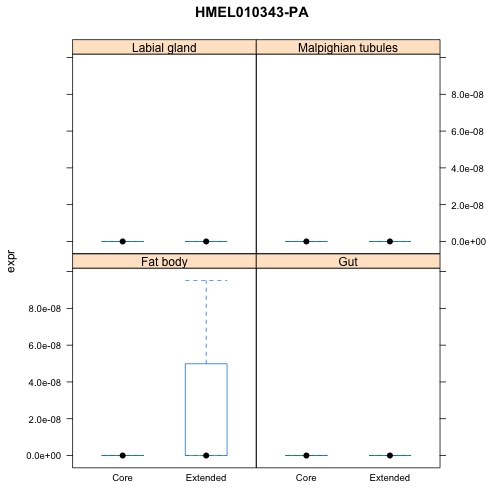 HMEL010343-PA
Labial gland
Malpighian tubules
8.0e-08
6.0e-08
4.0e-08
2.0e-08
0.0e+00
expr
Fat body
Gut
8.0e-08
6.0e-08
4.0e-08
2.0e-08
0.0e+00
Core
Extended
Core
Extended